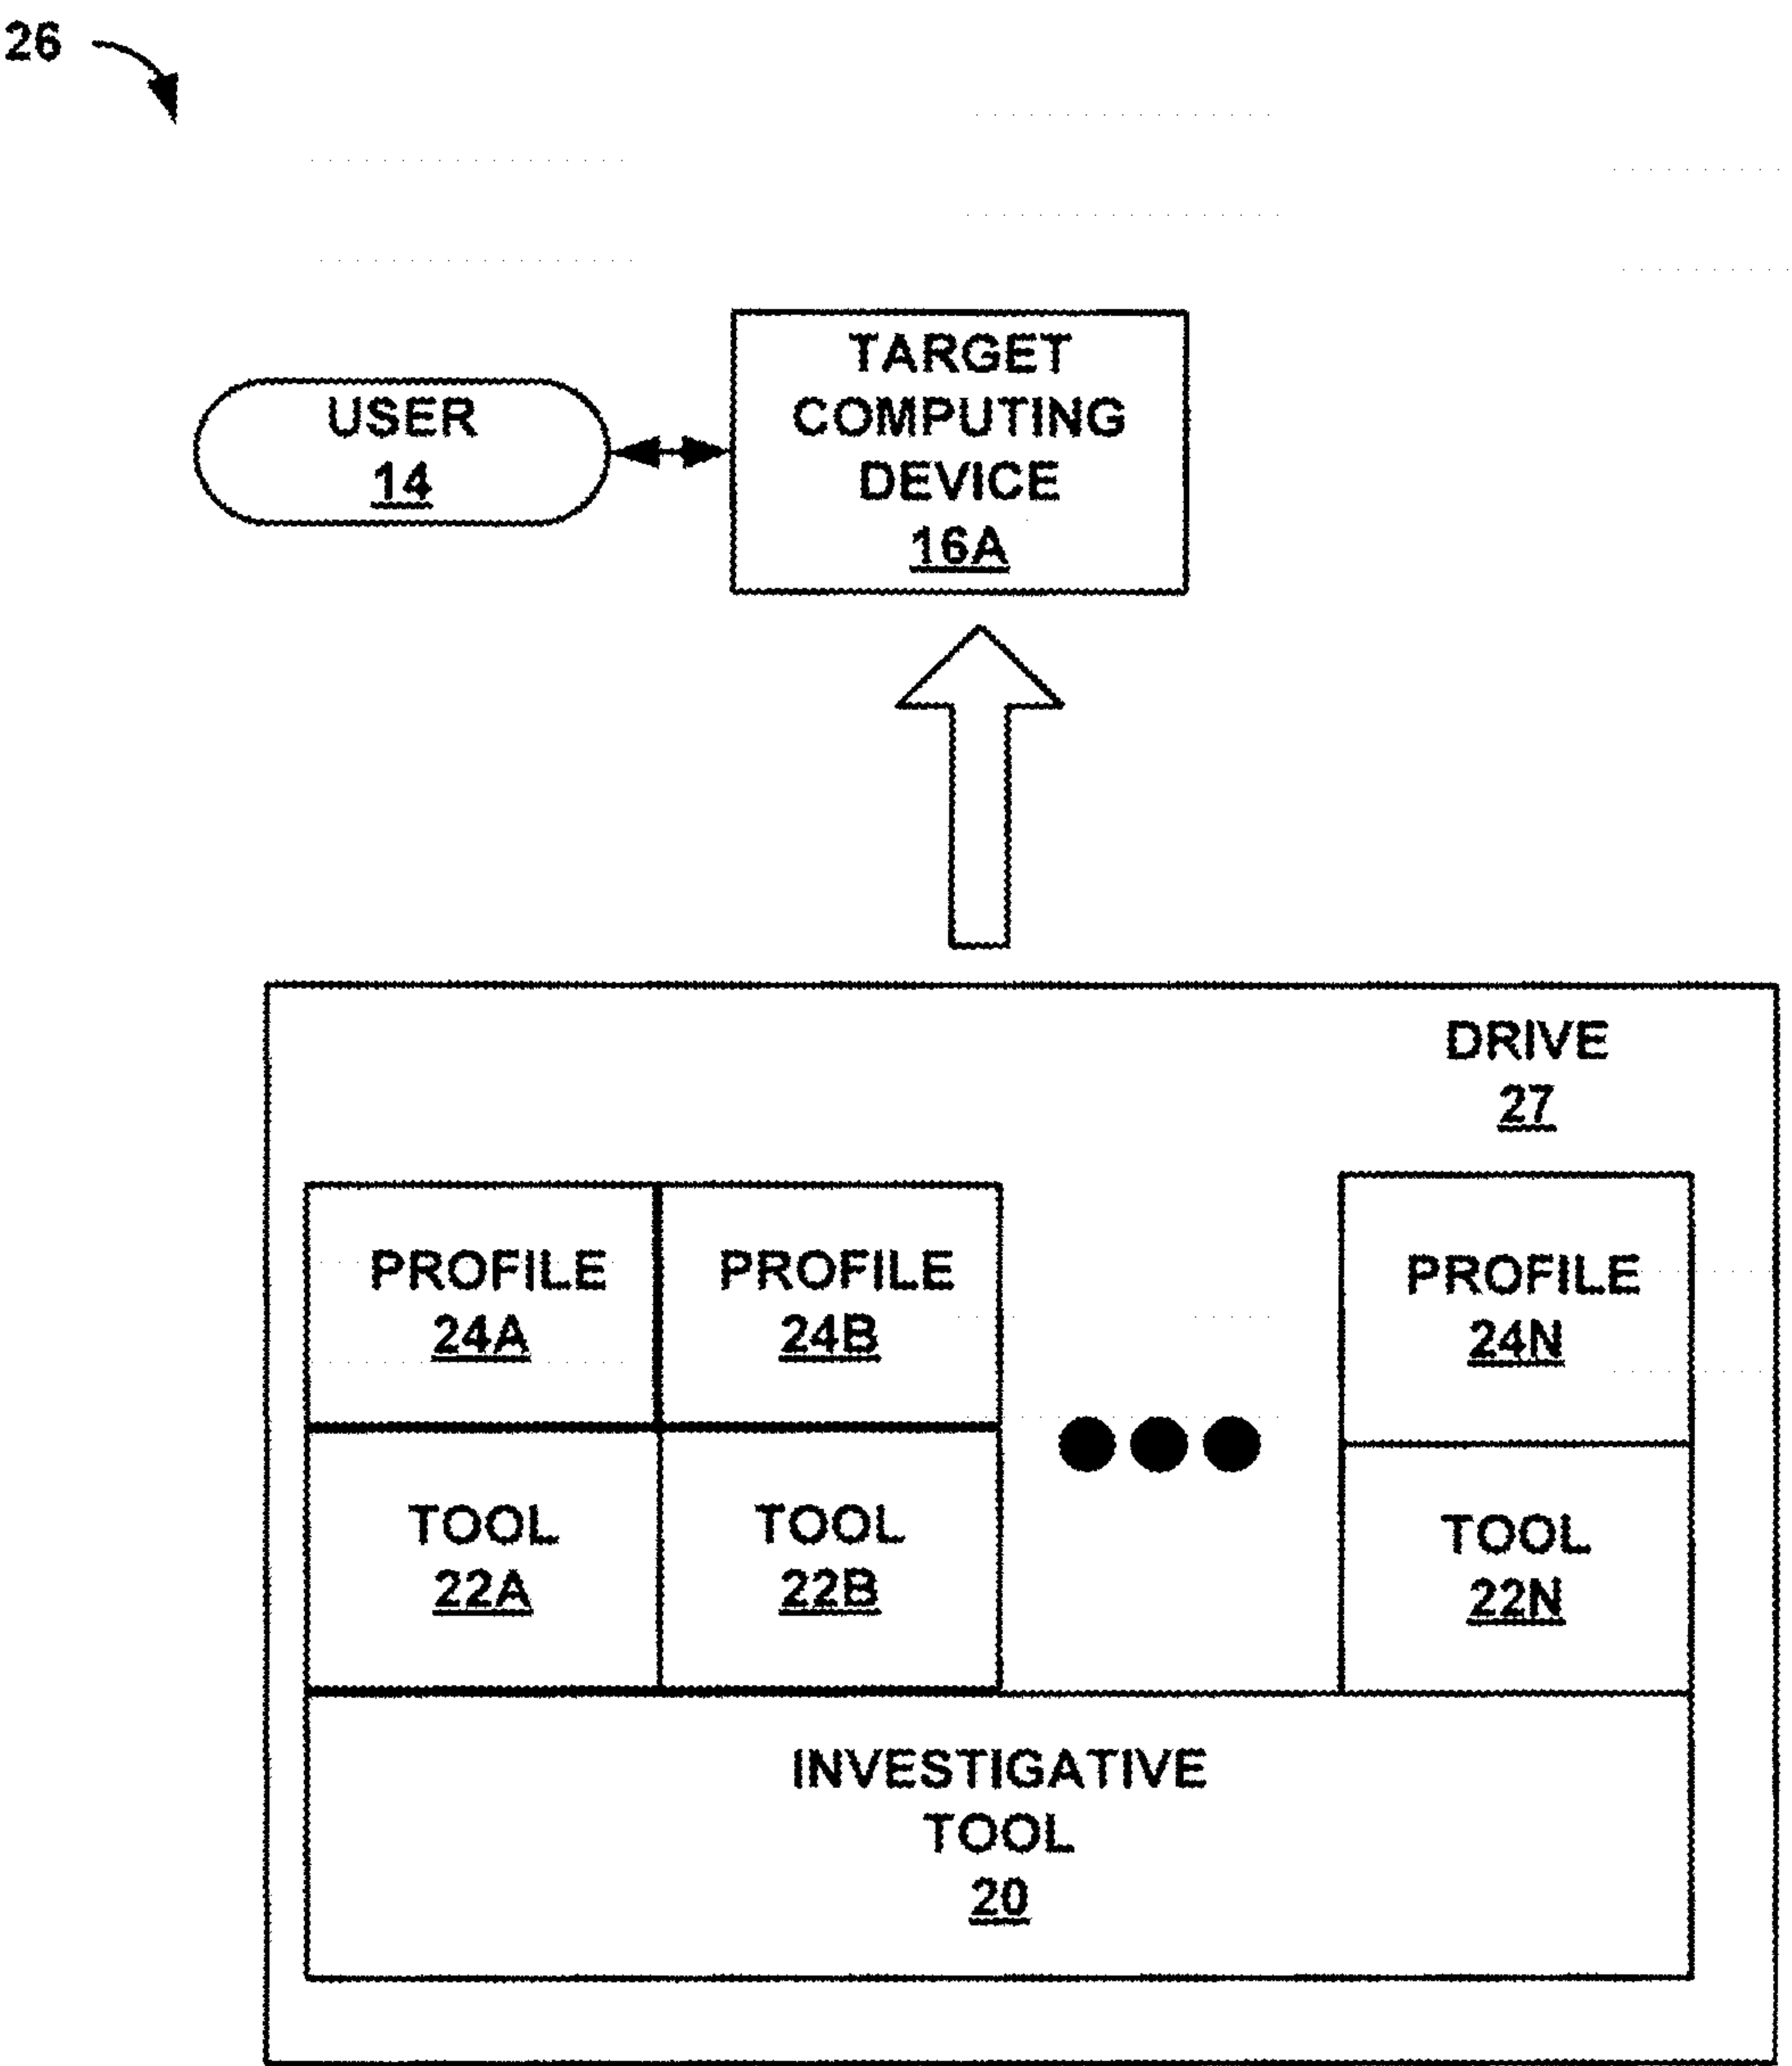 26
TARGET
COMPUTING
DEVICE
16A
USER
14
DRIVE
27
PROFILE
24A
PROFILE
24B
PROFILE
24N
TOOL
22A
TOOL
22B
TOOL
22N
INVESTIGATIVE
TOOL
20